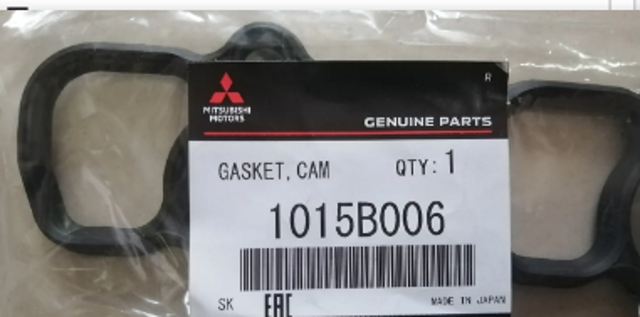 R
MITSUBISHI
MOTORS
GENUINE PARTS
GASKET, CAM QTY: 1
1015B006
SK EAC MADE IN JAPAN